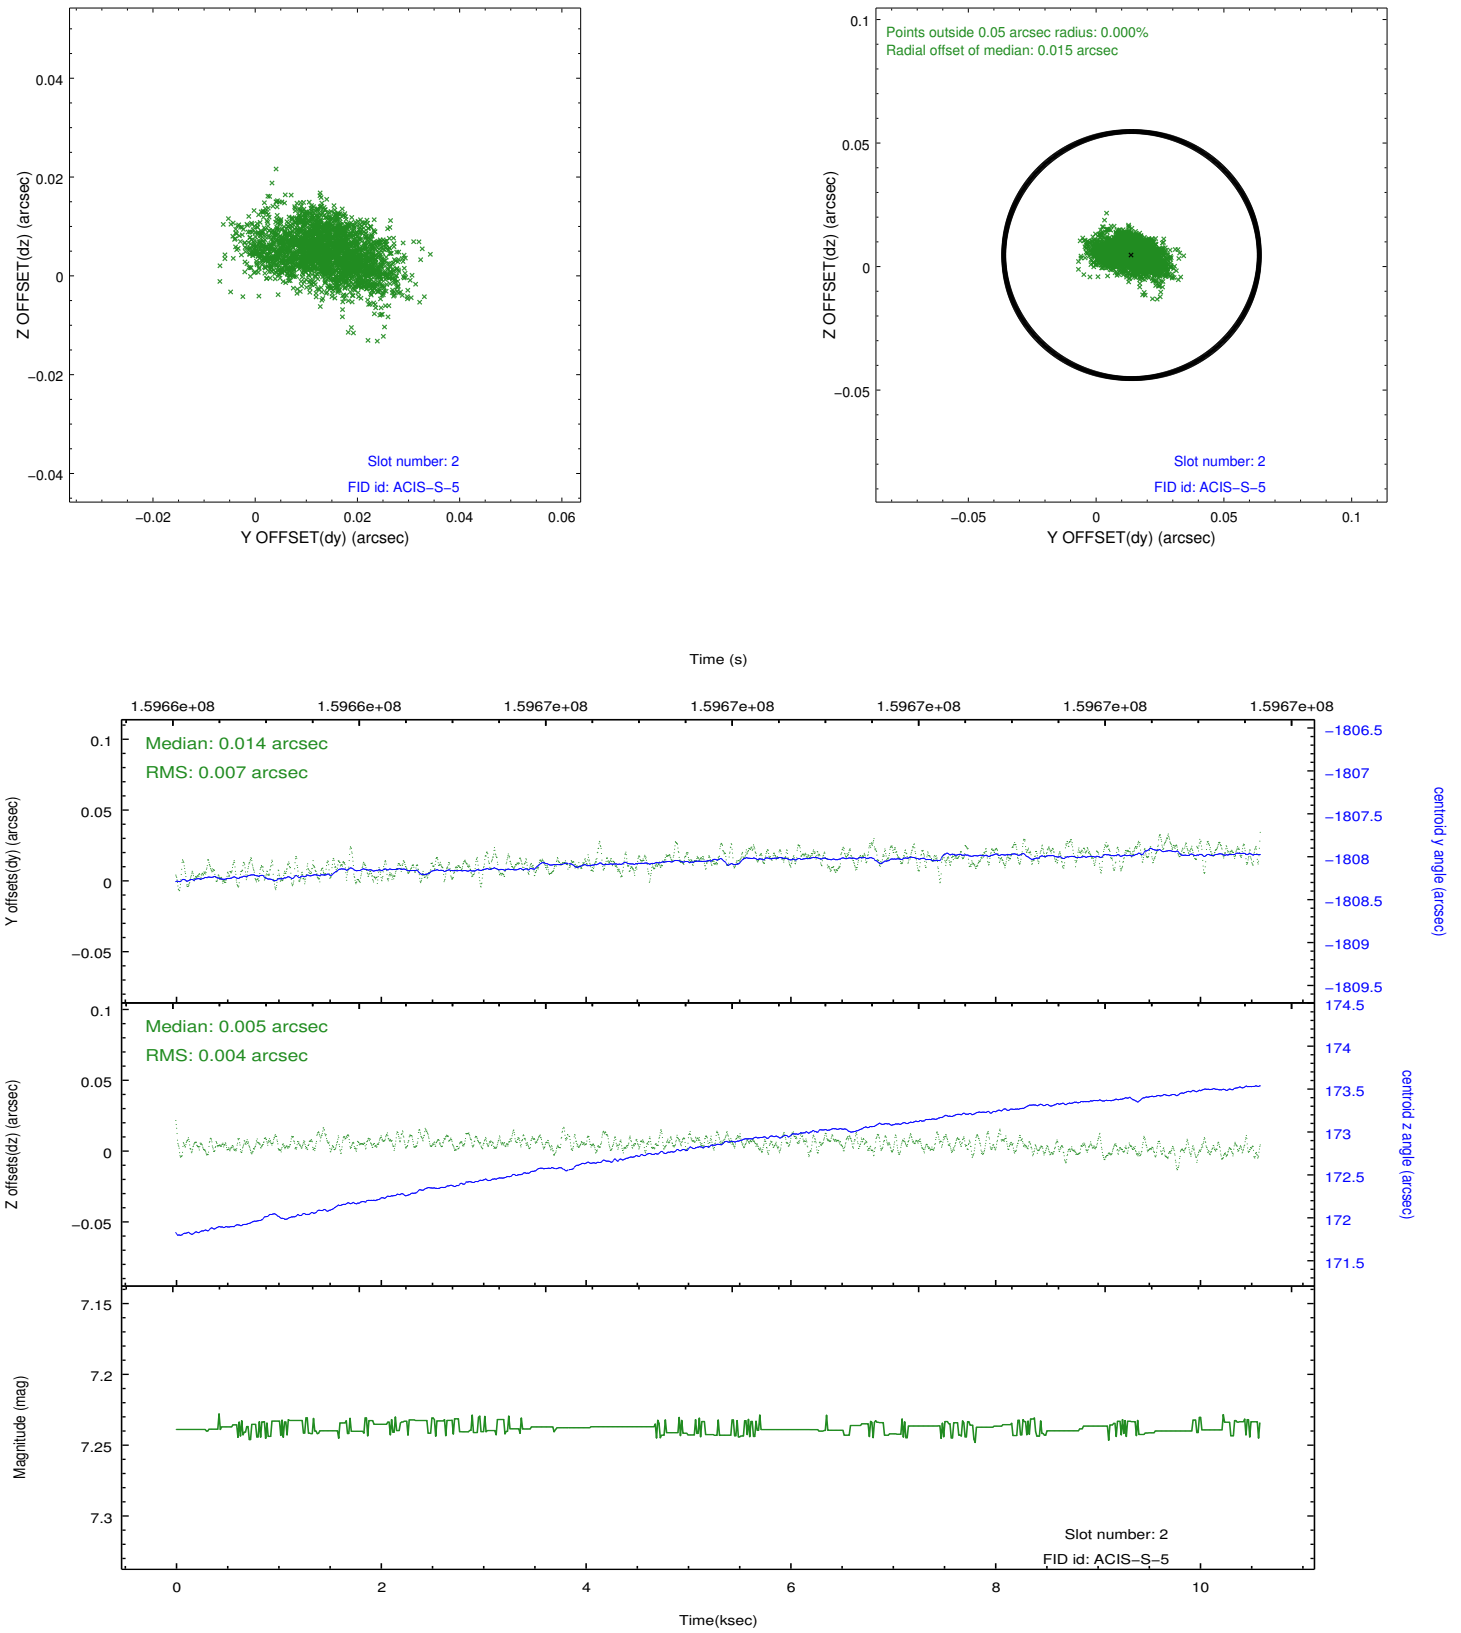 0.04
0.02
0
−0.02
−0.04
Z OFFSET(dz) (arcsec)
Slot number: 2
FID id: ACIS−S−5
−0.02 0 0.02 0.04 0.06
Y OFFSET(dy) (arcsec)
Points outside 0.05 arcsec radius: 0.000%
Radial offset of median: 0.015 arcsec
0.1
0.05
0
−0.05
Z OFFSET(dz) (arcsec)
Slot number: 2
FID id: ACIS−S−5
−0.05 0 0.05 0.1
Y OFFSET(dy) (arcsec)
Time (s)
1.5966e+08 1.5966e+08 1.5967e+08 1.5967e+08 1.5967e+08 1.5967e+08 1.5967e+08
Median: 0.014 arcsec
RMS: 0.007 arcsec
0.1
0.05
0
−0.05
Y offsets(dy) (arcsec)
−1806.5
−1807
−1807.5
−1808
−1808.5
−1809
−1809.5
centroid y angle (arcsec)
Median: 0.005 arcsec
RMS: 0.004 arcsec
0.1
0.05
0
−0.05
Z offsets(dz) (arcsec)
174.5
174
173.5
173
172.5
172
171.5
centroid z angle (arcsec)
7.15
7.2
7.25
7.3
Magnitude (mag)
Slot number: 2
FID id: ACIS−S−5
0 2 4 6 8 10
Time(ksec)